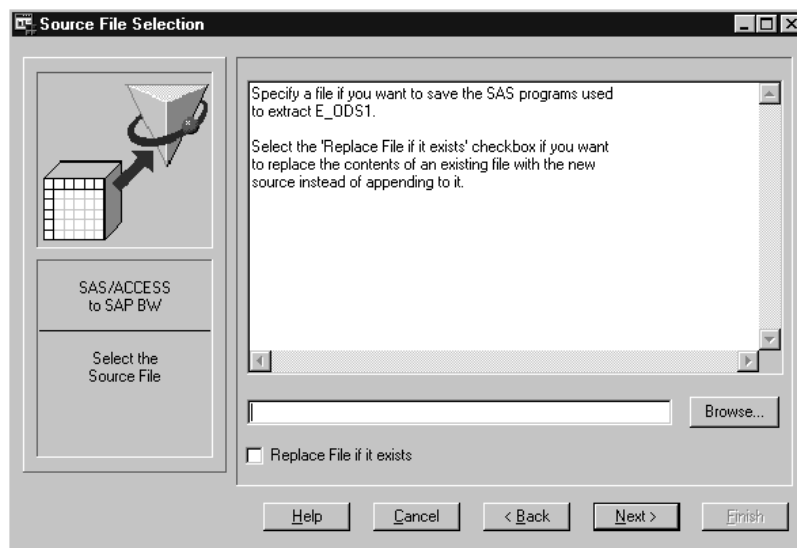 Source File Selection
Specify a file if you want to save the SAS programs used
to extract E_ODS1.
Select the 'Replace File if it exists' checkbox if you want
to replace the contents of an existing file with the new
source instead of appending to it.
SAS/ACCESS
to SAP BW
Select the
Source File
Browse...
Replace File if it exists
Help
Cancel
< Back
Next >
Finish